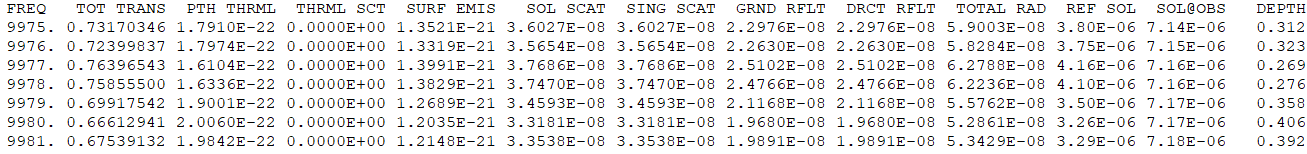 FREQ TOT TRANS PTH THRML THRML SCT SURF EMIS SOL SCAT SING SCAT GRND RFLT DRCT RFLT TOTAL RAD REF SOL SOL@OBS DEPTH
9975. 0.73170346 1.7910E-22 0.0000E+00 1.3521E-21 3.6027E-08 3.6027E-08 2.2976E-08 2.2976E-08 5.9003E-08 3.80E-06 7.14E-06 0.312
9976. 0.72399837 1.7974E-22 0.0000E+00 1.3319E-21 3.5654E-08 3.5654E-08 2.2630E-08 2.2630E-08 5.8284E-08 3.75E-06 7.15E-06 0.323
9977. 0.76396543 1.6104E-22 0.0000E+00 1.3991E-21 3.7686E-08 3.7686E-08 2.5102E-08 2.5102E-08 6.2788E-08 4.16E-06 7.16E-06 0.269
9978. 0.75855500 1.6336E-22 0.0000E+00 1.3829E-21 3.7470E-08 3.7470E-08 2.4766E-08 2.4766E-08 6.2236E-08 4.10E-06 7.16E-06 0.276
9979. 0.69917542 1.9001E-22 0.0000E+00 1.2689E-21 3.4593E-08 3.4593E-08 2.1168E-08 2.1168E-08 5.5762E-08 3.50E-06 7.17E-06 0.358
9980. 0.66612941 2.0060E-22 0.0000E+00 1.2035E-21 3.3181E-08 3.3181E-08 1.9680E-08 1.9680E-08 5.2861E-08 3.26E-06 7.17E-06 0.406
9981. 0.67539132 1.9842E-22 0.0000E+00 1.2148E-21 3.3538E-08 3.3538E-08 1.9891E-08 1.9891E-08 5.3429E-08 3.29E-06 7.18E-06 0.392